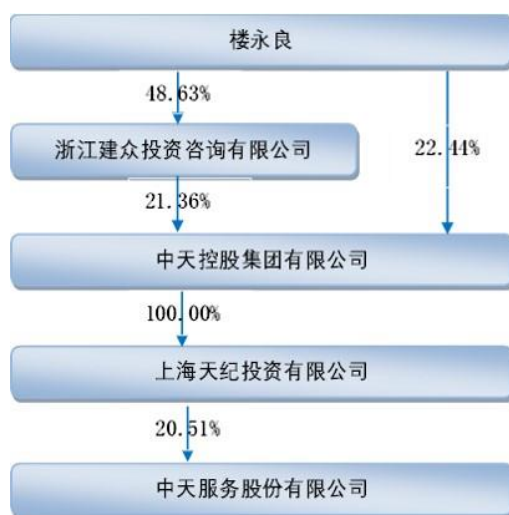 楼永良
48.63%
浙江建众投资咨询有限公司
22.44%
21.36%
中天控股集团有限公司
100.00%
上海天纪投资有限公司
20.51%
中天服务股份有限公司